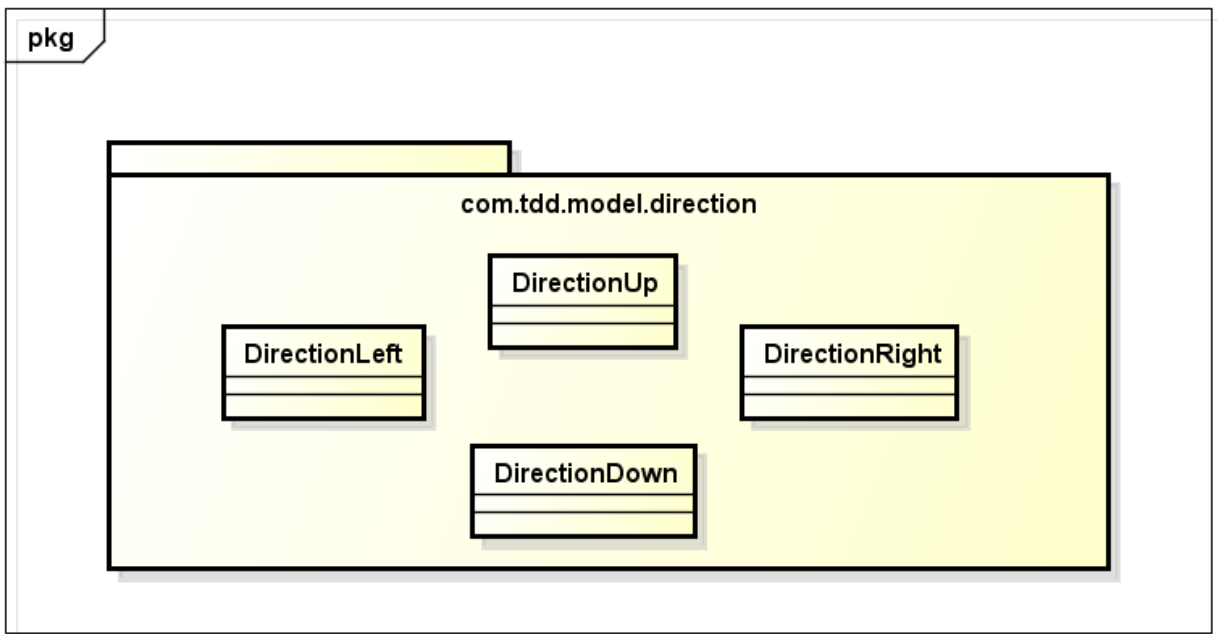 pkg
com.tdd.model.direction
DirectionUp
DirectionLeft
DirectionRight
DirectionDown